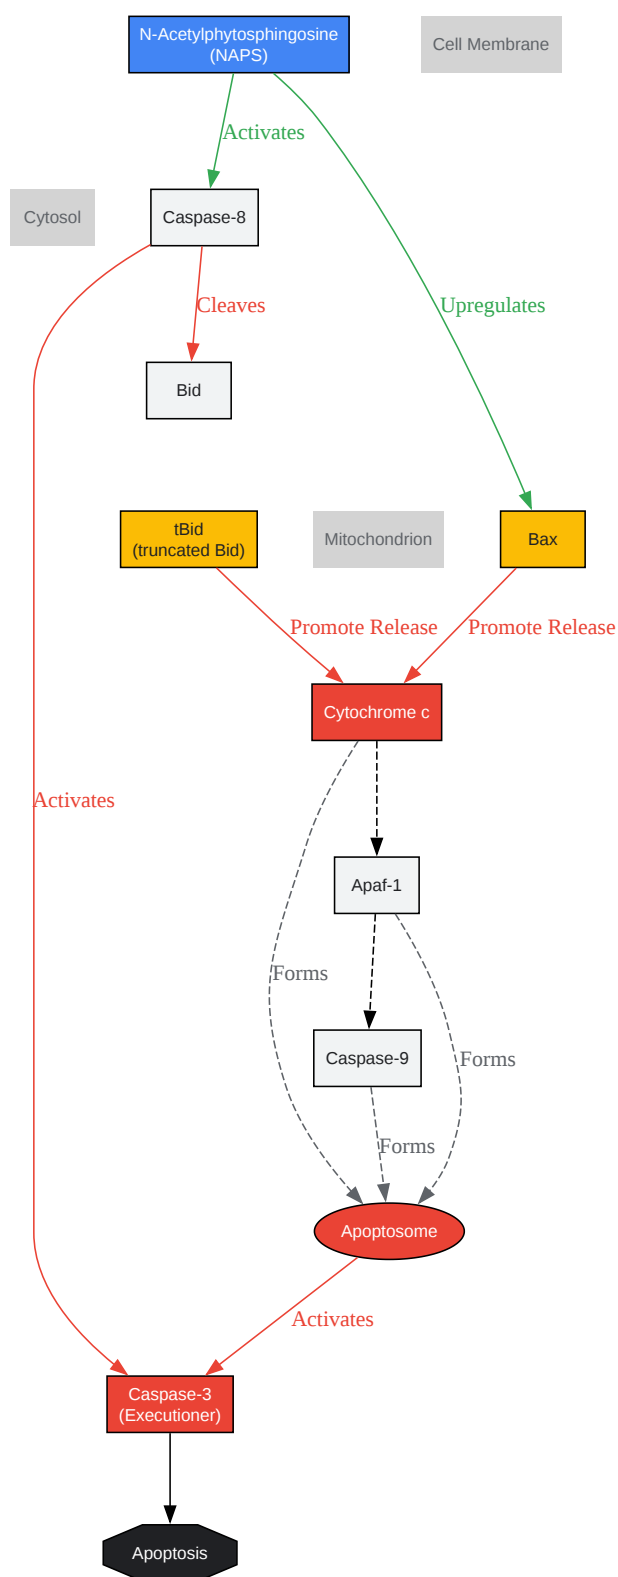 N-Acetylphytosphingosine
(NAPS)
Cell Membrane
Activates
Cytosol
Caspase-8
Cleaves
Upregulates
Bid
tBid
(truncated Bid)
Mitochondrion
Bax
Promote Release
Promote Release
Cytochrome c
Activates
Apaf-1
Forms
Caspase-9
Forms
Forms
Apoptosome
Activates
Caspase-3
(Executioner)
Apoptosis